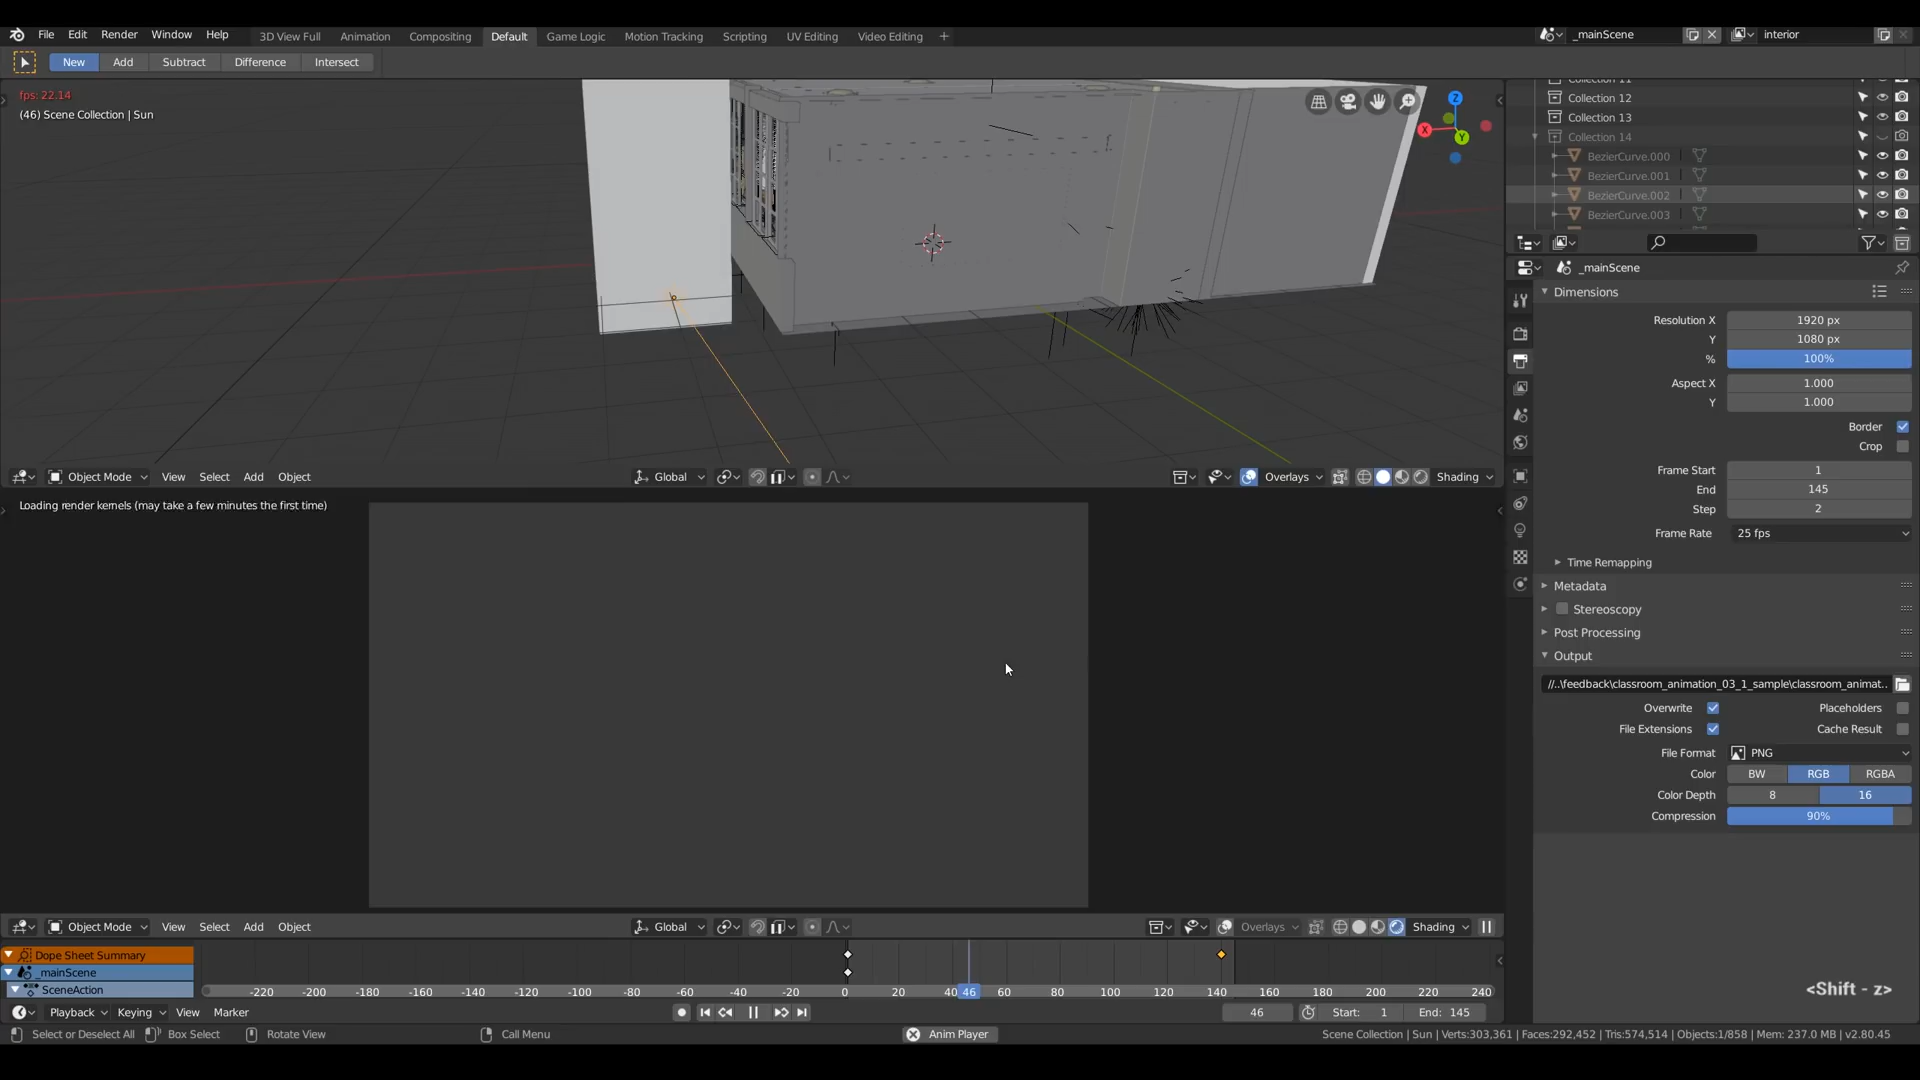 File Edit Render Window Help 3D View Full Animation Compositing Default Game Logic Motion Tracking Scripting UV Editing Video Editing + _mainScene interior
New Add Subtract Difference Intersect
fps: 22.14
(46) Scene Collection | Sun
Z
X
Y
Collection 11
Collection 12
Collection 13
Collection 14
BezierCurve.000
BezierCurve.001
BezierCurve.002
BezierCurve.003
_mainScene
Dimensions
Resolution X 1920 px
Y 1080 px
% 100%
Aspect X 1.000
Y 1.000
Border
Crop
Frame Start 1
End 145
Step 2
Frame Rate 25 fps
Time Remapping
Metadata
Stereoscopy
Post Processing
Output
//..\feedback\classroom_animation_03_1_sample\classroom_animat..
Overwrite Placeholders
File Extensions Cache Result
File Format PNG
Color BW RGB RGBA
Color Depth 8 16
Compression 90%
Object Mode View Select Add Object Global Overlays Shading
Loading render kernels (may take a few minutes the first time)
Object Mode View Select Add Object Global Overlays Shading
Dope Sheet Summary
_mainScene
SceneAction
-220 -200 -180 -160 -140 -120 -100 -80 -60 -40 -20 0 20 40 46 60 80 100 120 140 160 180 200 220 240
<Shift - z>
Playback Keying View Marker 46 Start: 1 End: 145
Select or Deselect All Box Select Rotate View Call Menu Anim Player Scene Collection | Sun | Verts:303,361 | Faces:292,452 | Tris:574,514 | Objects:1/858 | Mem: 237.0 MB | v2.80.45